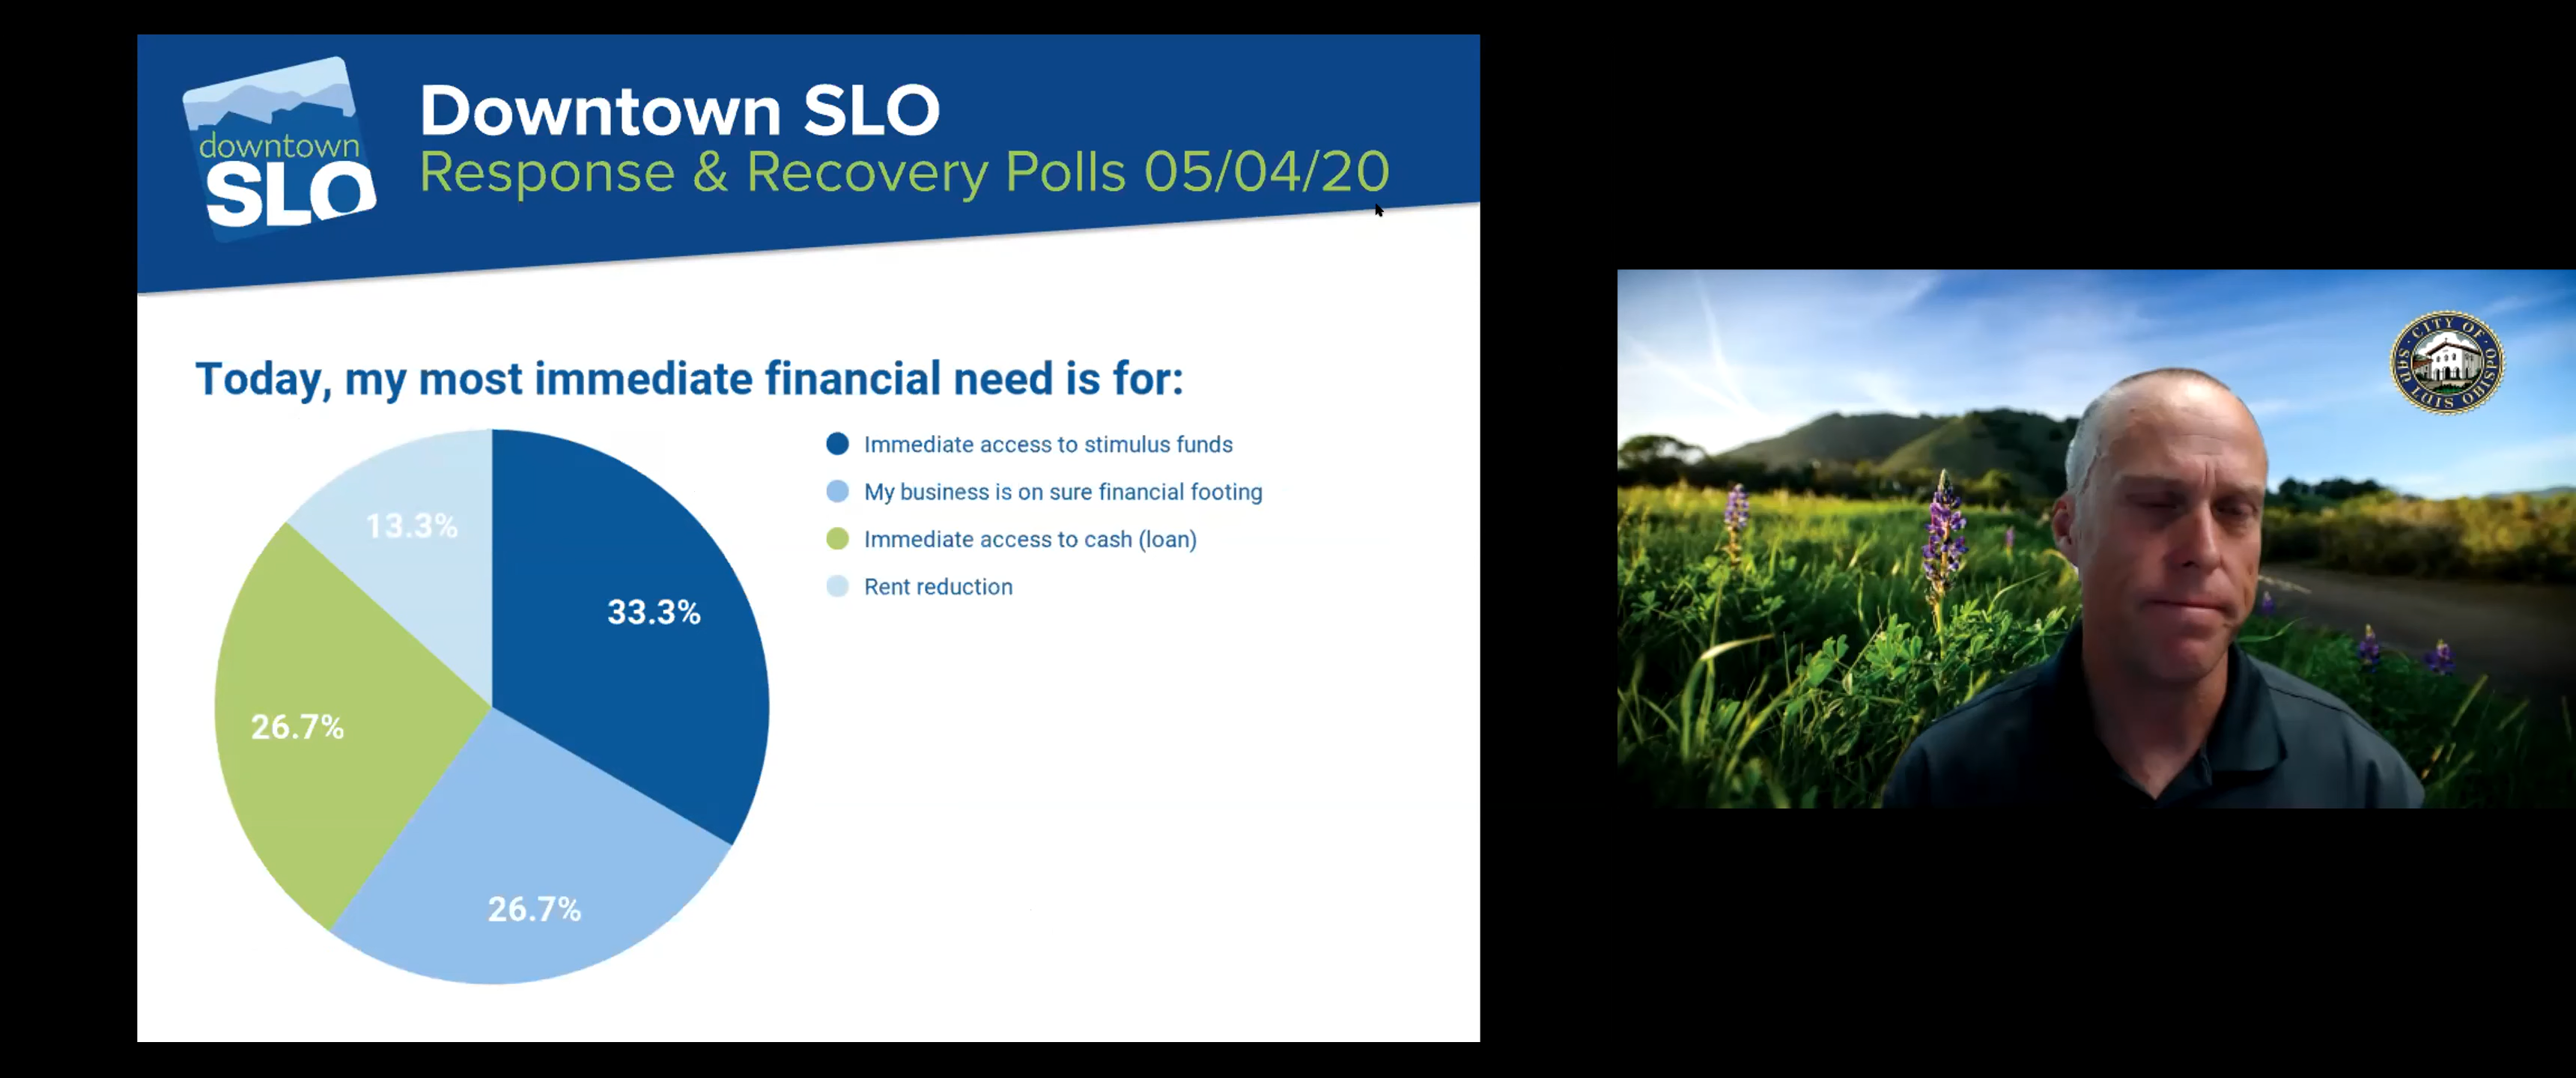 downtown
SLO
Downtown SLO
Response & Recovery Polls 05/04/20
Today, my most immediate financial need is for:
Immediate access to stimulus funds
My business is on sure financial footing
Immediate access to cash (loan)
Rent reduction
13.3%
33.3%
26.7%
26.7%
CITY OF SAN LUIS OBISPO